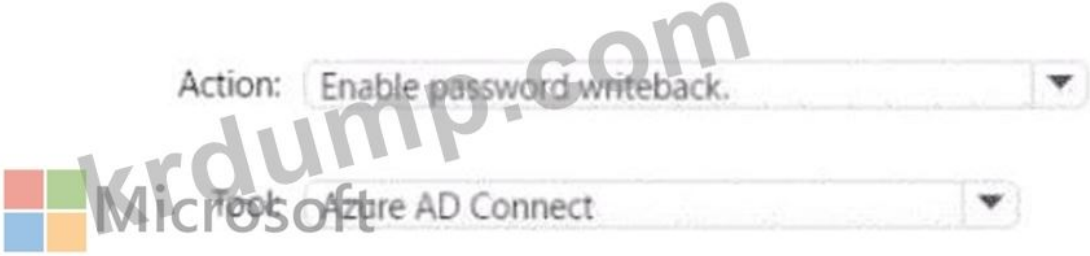 Action: Enable password writeback.
krdump.com
Microsoft
Tool: Azure AD Connect